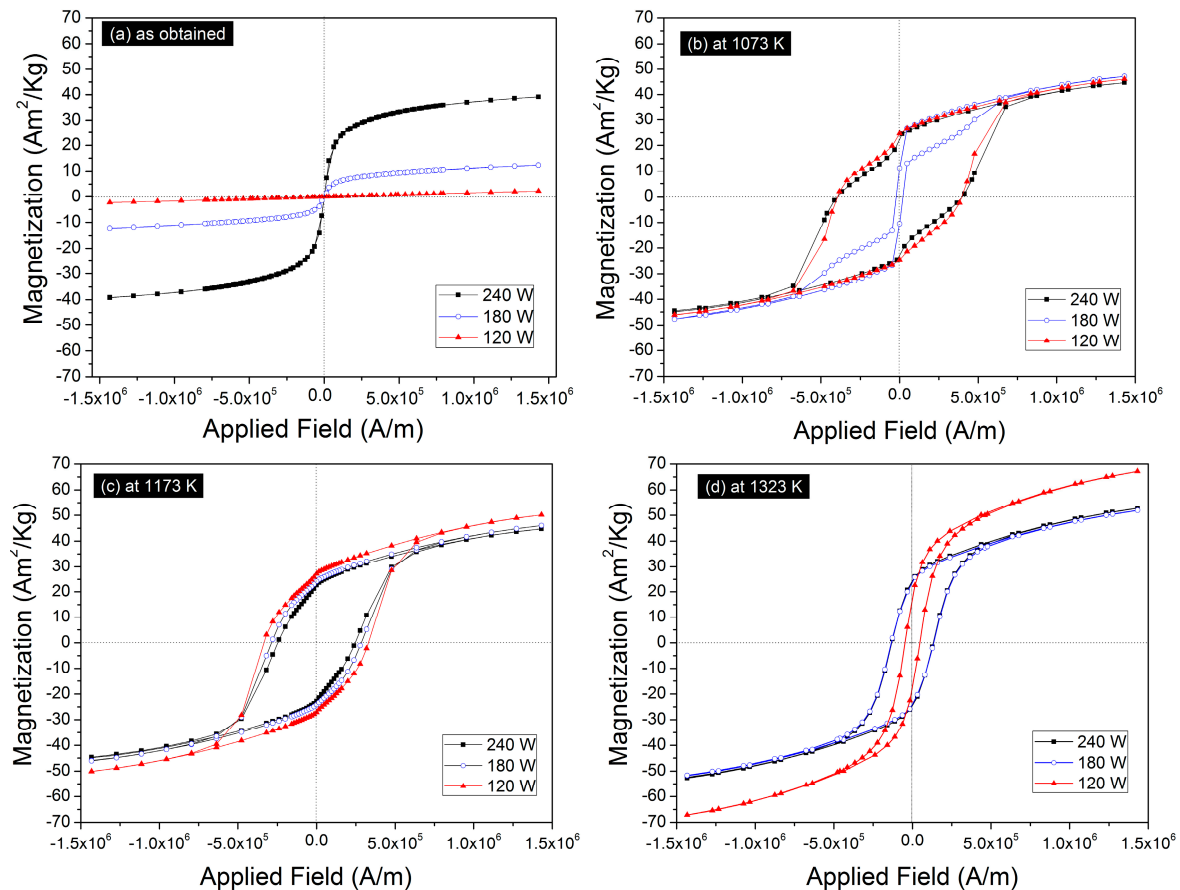 (a) as obtained
Magnetization (Am²/Kg)
70
60
50
40
30
20
10
0
-10
-20
-30
-40
-50
-60
-70
240 W
180 W
120 W
-1.5x10⁶ -1.0x10⁶ -5.0x10⁵ 0.0 5.0x10⁵ 1.0x10⁶ 1.5x10⁶
Applied Field (A/m)
(b) at 1073 K
Magnetization (Am²/Kg)
70
60
50
40
30
20
10
0
-10
-20
-30
-40
-50
-60
-70
240 W
180 W
120 W
-1.5x10⁶ -1.0x10⁶ -5.0x10⁵ 0.0 5.0x10⁵ 1.0x10⁶ 1.5x10⁶
Applied Field (A/m)
(c) at 1173 K
Magnetization (Am²/Kg)
70
60
50
40
30
20
10
0
-10
-20
-30
-40
-50
-60
-70
240 W
180 W
120 W
-1.5x10⁶ -1.0x10⁶ -5.0x10⁵ 0.0 5.0x10⁵ 1.0x10⁶ 1.5x10⁶
Applied Field (A/m)
(d) at 1323 K
Magnetization (Am²/Kg)
70
60
50
40
30
20
10
0
-10
-20
-30
-40
-50
-60
-70
240 W
180 W
120 W
-1.5x10⁶ -1.0x10⁶ -5.0x10⁵ 0.0 5.0x10⁵ 1.0x10⁶ 1.5x10⁶
Applied Field (A/m)